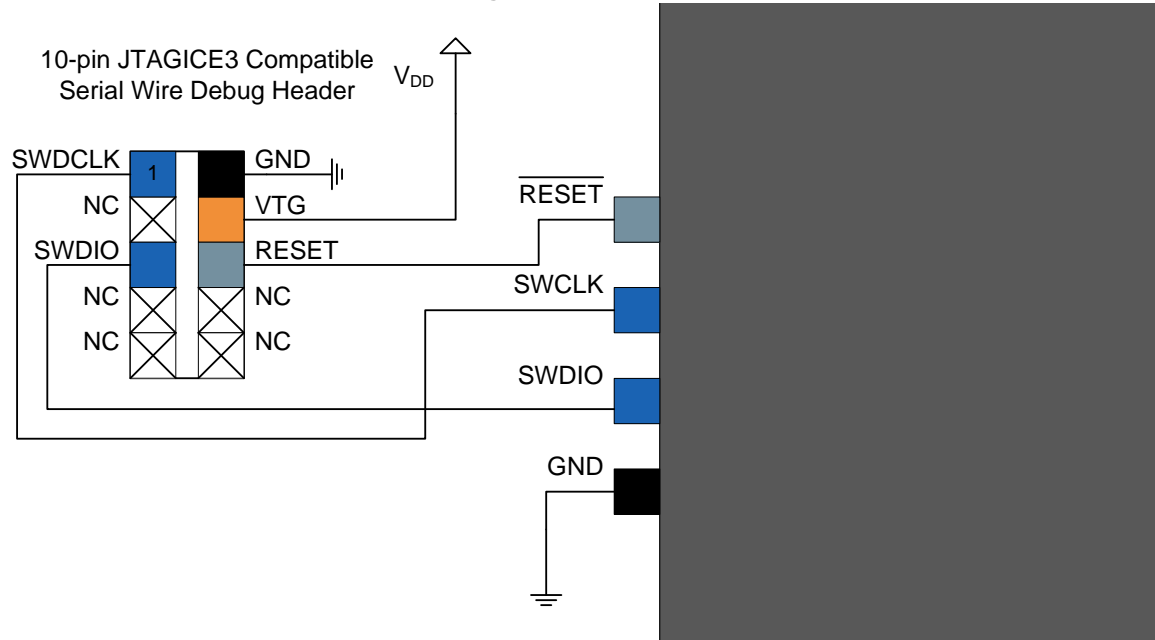 10-pin JTAGICE3 Compatible
Serial Wire Debug Header
VDD
SWDCLK
1
GND
NC
VTG
SWDIO
RESET
NC
NC
NC
NC
RESET
SWCLK
SWDIO
GND